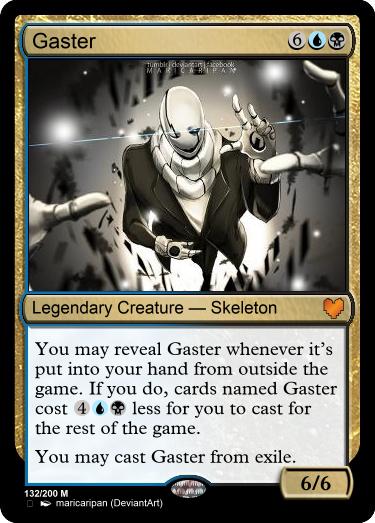 Gaster 6
tumblr | deviantart | facebook
MARICARIPAN
Legendary Creature — Skeleton
You may reveal Gaster whenever it's
put into your hand from outside the
game. If you do, cards named Gaster
cost 4 less for you to cast for
the rest of the game.
You may cast Gaster from exile.
6/6
132/200 M
maricaripan (DeviantArt)